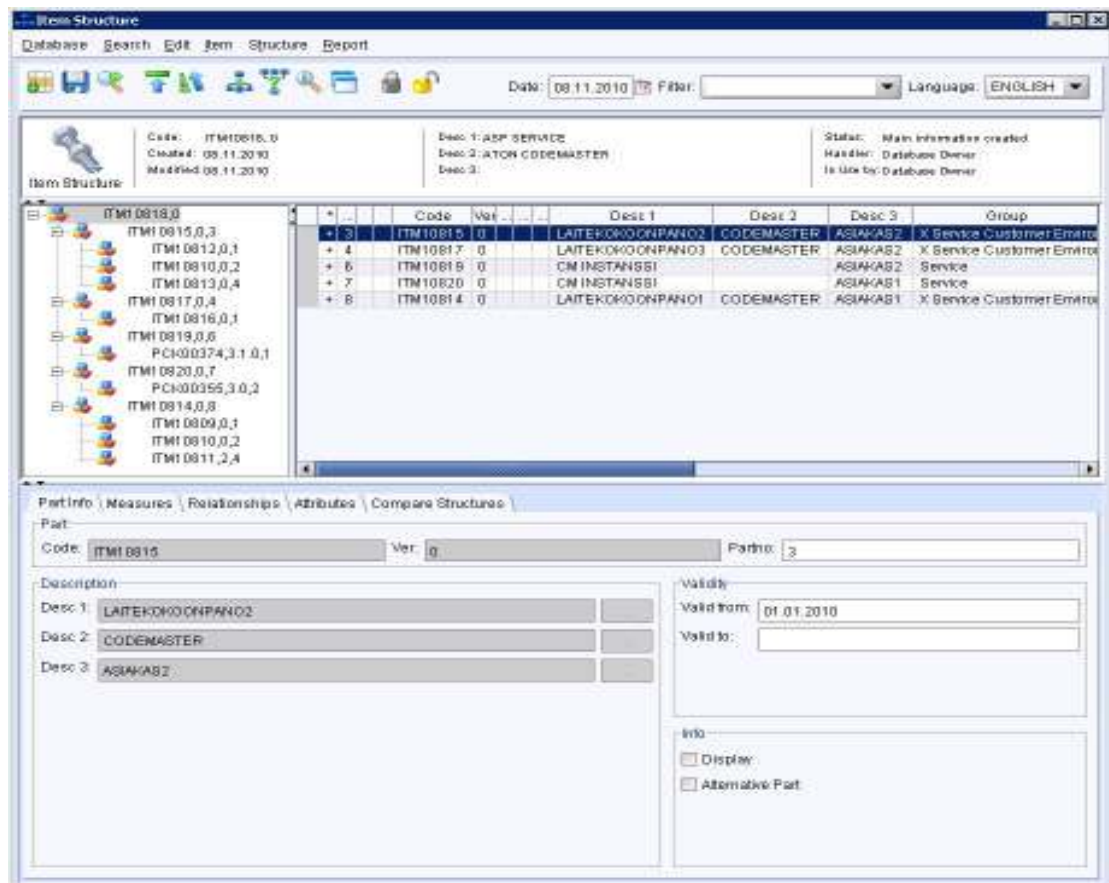 Item Structure
Database Search Edit Item Structure Report
Date: 08.11.2010 Filter: Language: ENGLISH
Code: ITM10818, 0 Desc 1: ASP SERVICE Status: Main information created
Created: 08.11.2010 Desc 2: ATON CODEMASTER Handler: Database Owner
Modified: 08.11.2010 Desc 3: In Use by: Database Owner
Item Structure
ITM10818,0
ITM10815,0,3
ITM10812,0,1
ITM10810,0,2
ITM10813,0,4
ITM10817,0,4
ITM10816,0,1
ITM10819,0,6
PCK00374,3.1.0,1
ITM10820,0,7
PCK00355,3.0,2
ITM10814,0,8
ITM10809,0,1
ITM10810,0,2
ITM10811,2,4
* ... Code Ver ... ... ... Desc 1 Desc 2 Desc 3 Group
+ 3 ITM10815 0 LAITEKOKOONPANO2 CODEMASTER ASIAKAS2 X Service Customer Enviro
+ 4 ITM10817 0 LAITEKOKOONPANO3 CODEMASTER ASIAKAS2 X Service Customer Enviro
+ 6 ITM10819 0 CM INSTANSSI ASIAKAS2 Service
+ 7 ITM10820 0 CM INSTANSSI ASIAKAS1 Service
+ 8 ITM10814 0 LAITEKOKOONPANO1 CODEMASTER ASIAKAS1 X Service Customer Enviro
Part Info Measures Relationships Attributes Compare Structures
Part
Code: ITM10815 Ver: 0 Partno: 3
Description
Desc 1: LAITEKOKOONPANO2
Desc 2: CODEMASTER
Desc 3: ASIAKAS2
Validity
Valid from: 01.01.2010
Valid to:
Info
Display
Alternative Part